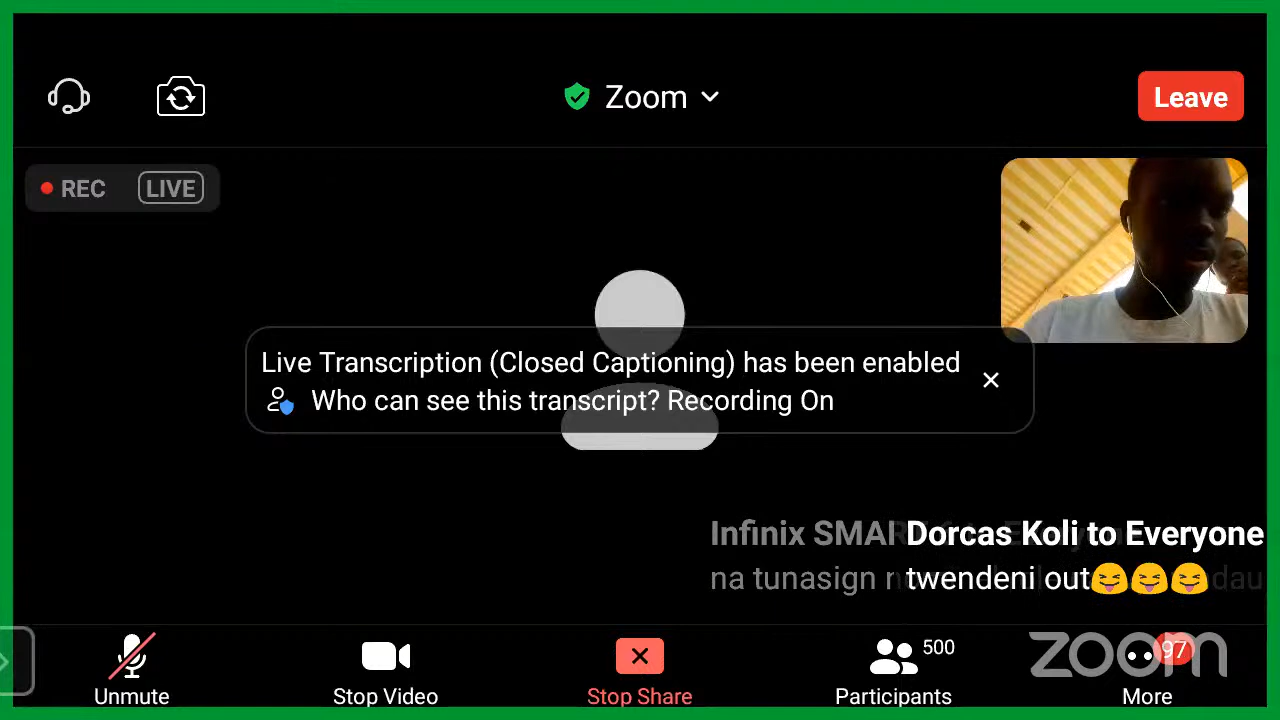 Zoom
Leave
REC LIVE
Live Transcription (Closed Captioning) has been enabled
Who can see this transcript? Recording On
Infinix SMAR
Dorcas Koli to Everyone
na tunasign
twendeni out😝😝😝
dau
500
97
zoom
Unmute
Stop Video
Stop Share
Participants
More